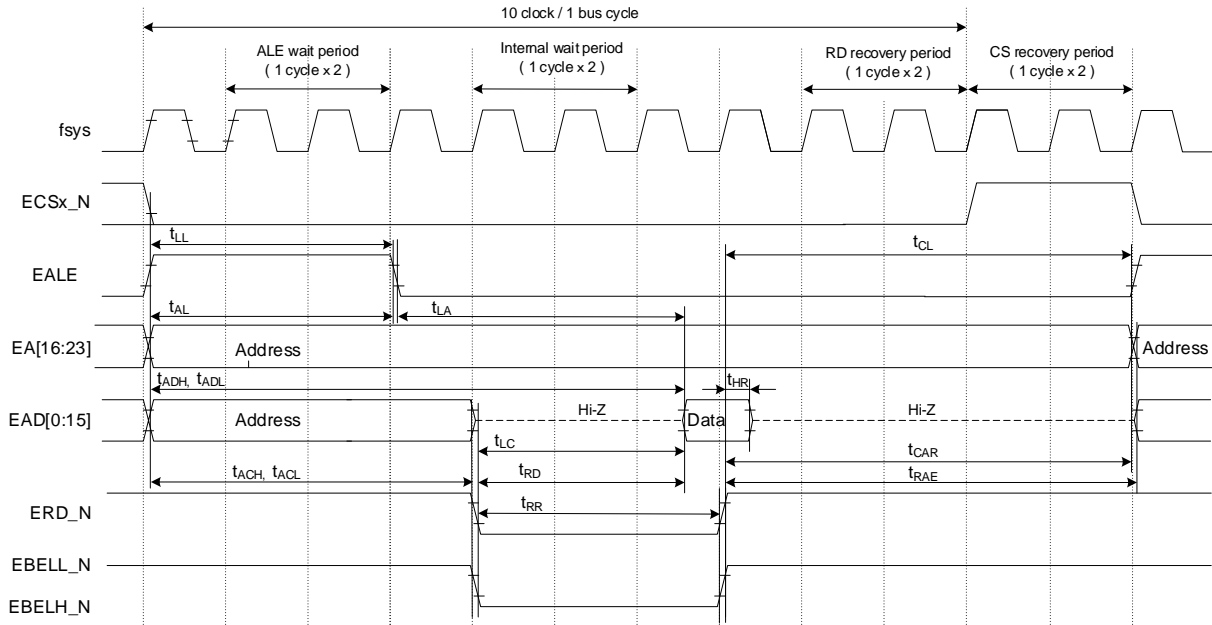 10 clock / 1 bus cycle
ALE wait period
( 1 cycle x 2 )
Internal wait period
( 1 cycle x 2 )
RD recovery period
( 1 cycle x 2 )
CS recovery period
( 1 cycle x 2 )
fsys
ECSx_N
tLL
tCL
EALE
tAL
tLA
EA[16:23]
Address
Address
tADH, tADL
tHR
EAD[0:15]
Address
Hi-Z
Data
Hi-Z
tLC
tCAR
tACH, tACL
tRD
tRAE
ERD_N
tRR
EBELL_N
EBELH_N